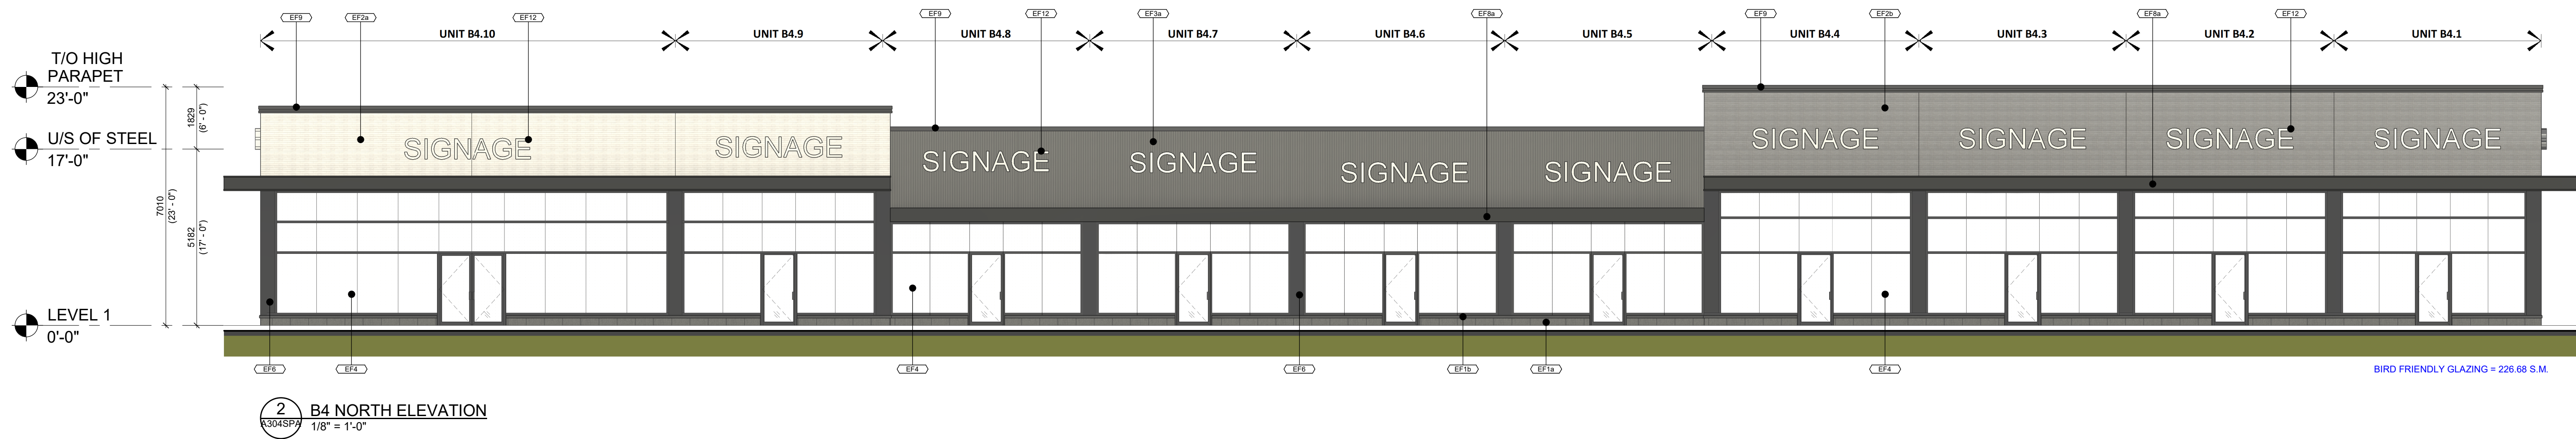 EF9 EF2a EF12 EF9 EF12 EF3a EF8a EF9 EF2b EF8a EF12
UNIT B4.10 UNIT B4.9 UNIT B4.8 UNIT B4.7 UNIT B4.6 UNIT B4.5 UNIT B4.4 UNIT B4.3 UNIT B4.2 UNIT B4.1
T/O HIGH
PARAPET
23'-0"
U/S OF STEEL
17'-0"
LEVEL 1
0'-0"
7010
(23' - 0")
1829
(6' - 0")
5182
(17' - 0")
SIGNAGE SIGNAGE SIGNAGE SIGNAGE SIGNAGE SIGNAGE SIGNAGE SIGNAGE SIGNAGE SIGNAGE
EF6 EF4 EF4 EF6 EF1b EF1a EF4
BIRD FRIENDLY GLAZING = 226.68 S.M.
2
A304SPA
B4 NORTH ELEVATION
1/8" = 1'-0"